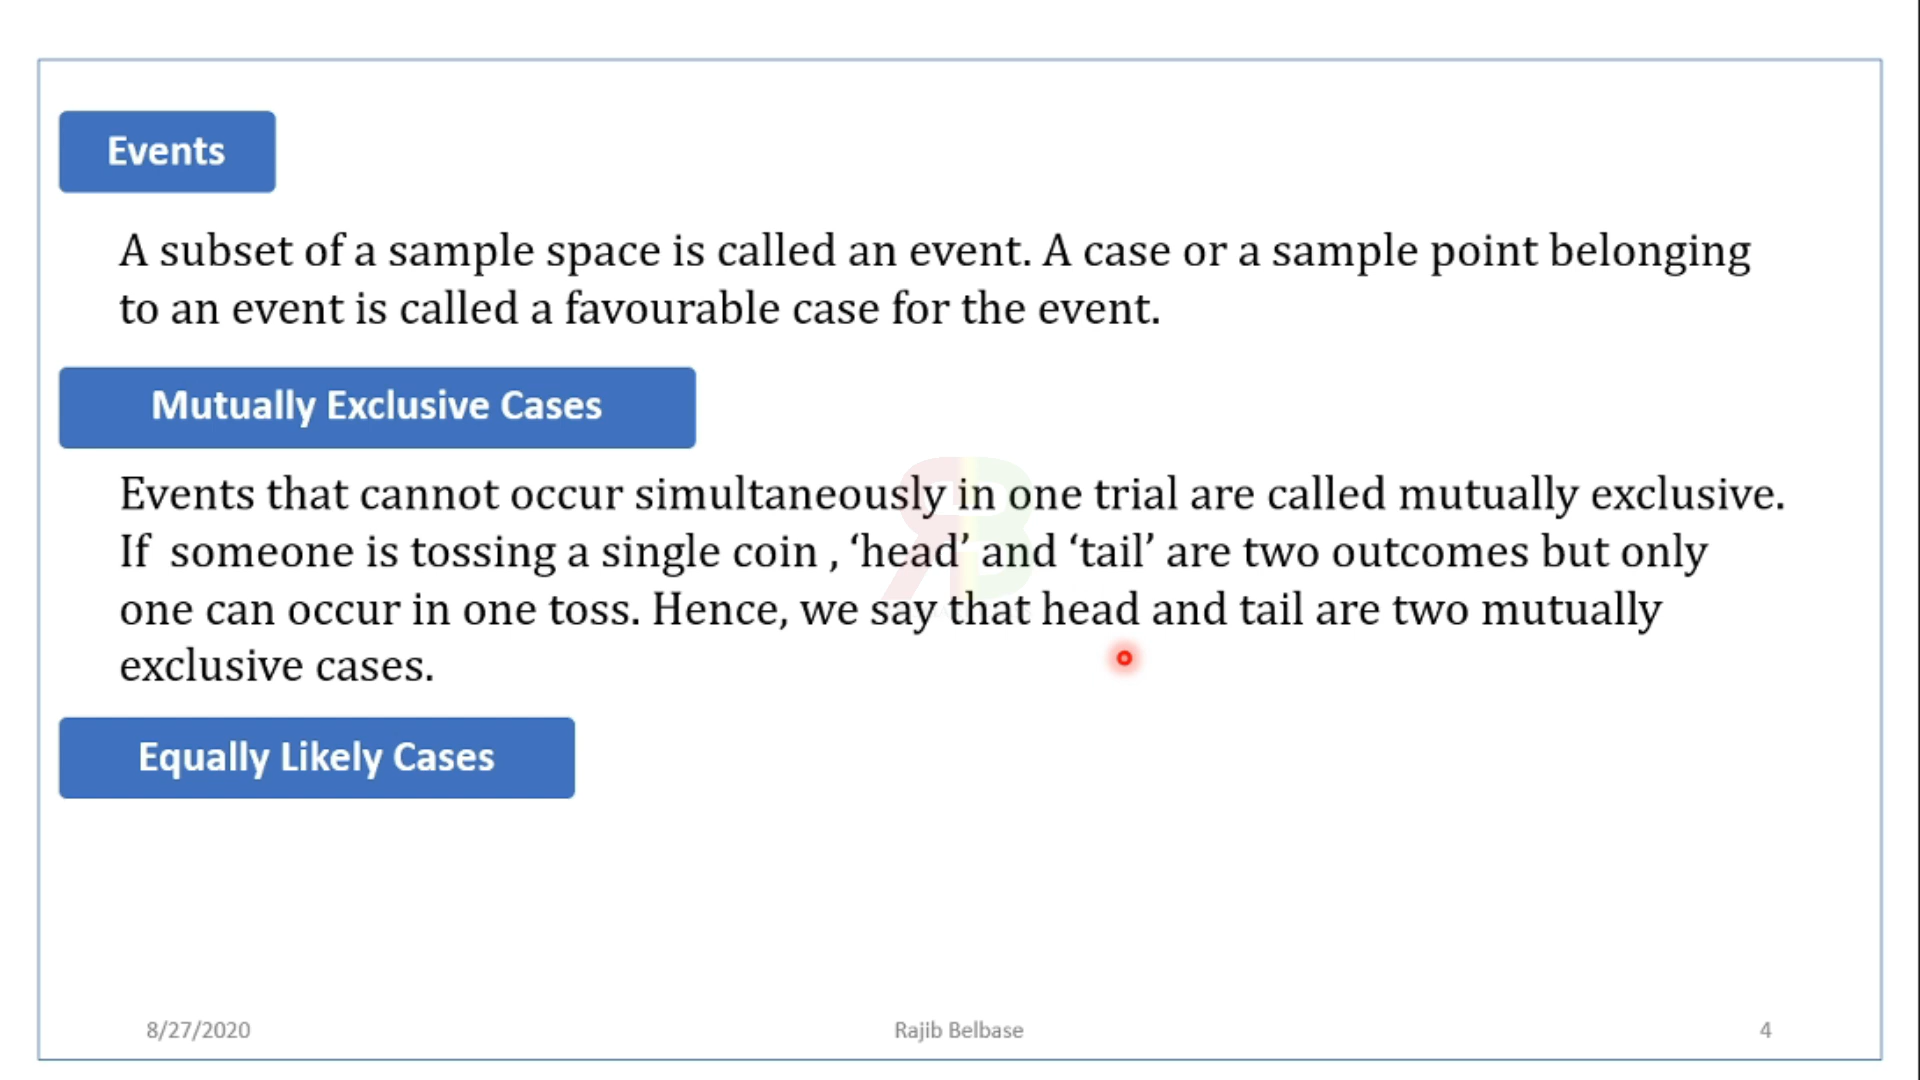 Events
A subset of a sample space is called an event. A case or a sample point belonging
to an event is called a favourable case for the event.
Mutually Exclusive Cases
Events that cannot occur simultaneously in one trial are called mutually exclusive.
If  someone is tossing a single coin , ‘head’ and ‘tail’ are two outcomes but only
one can occur in one toss. Hence, we say that head and tail are two mutually
exclusive cases.
Equally Likely Cases
8/27/2020
Rajib Belbase
4